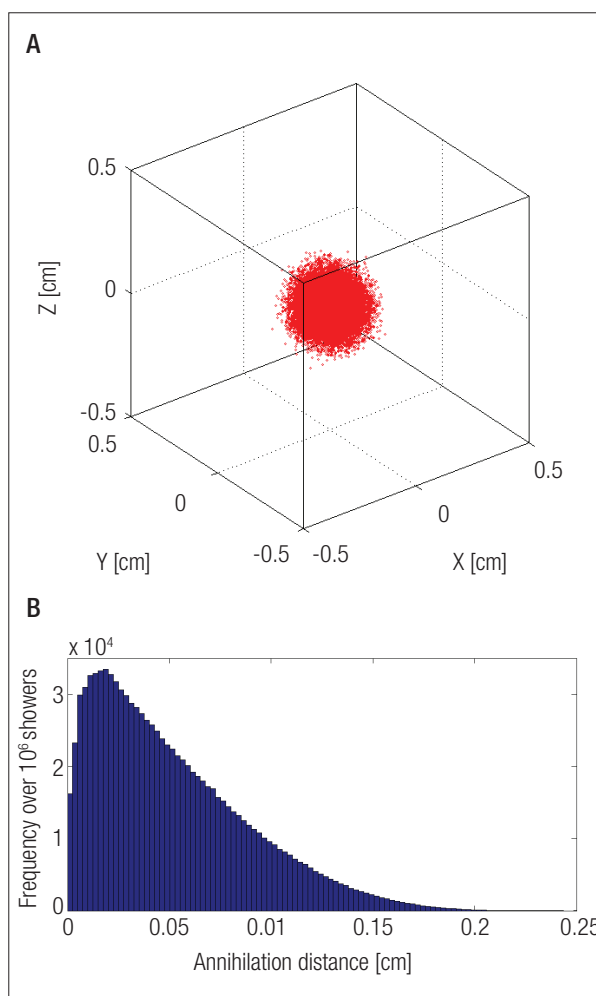 A
0.5
0
-0.5
Z [cm]
0.5
0
-0.5
Y [cm]
-0.5
0
0.5
X [cm]
B
x 10⁴
3
2
1
0
Frequency over 10⁶ showers
0
0.05
0.01
0.15
0.2
0.25
Annihilation distance [cm]